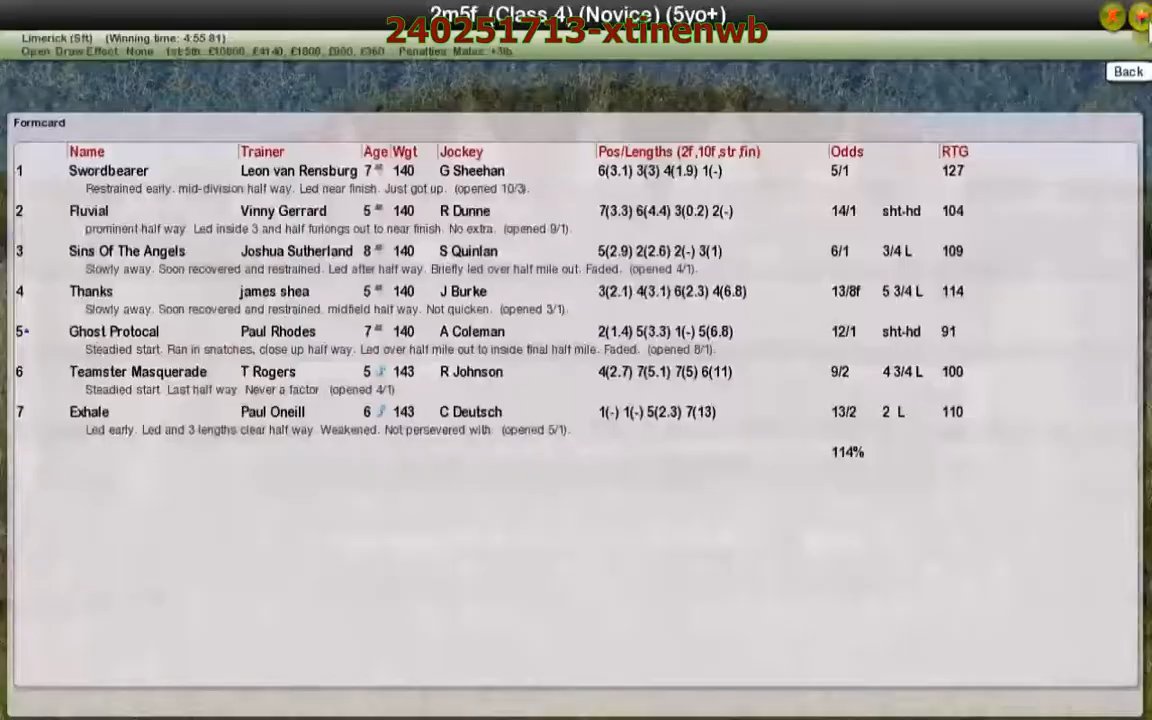 2m5f, (Class 4) (Novice) (5yo+)
240251713-xtinenwb
Limerick (Sft) (Winning time: 4:55.81)
Open Draw Effect: None 1st-5th: £10800, £4140, £1800, £900, £360 Penalties: Mares: +3lb
Back
Formcard
Name Trainer Age Wgt Jockey Pos/Lengths (2f,10f,str,fin) Odds RTG
1 Swordbearer Leon van Rensburg 7 140 G Sheehan 6(3.1) 3(3) 4(1.9) 1(-) 5/1 127
Restrained early. mid-division half way. Led near finish. Just got up. (opened 10/3).
2 Fluvial Vinny Gerrard 5 140 R Dunne 7(3.3) 6(4.4) 3(0.2) 2(-) 14/1 sht-hd 104
prominent half way. Led inside 3 and half furlongs out to near finish. No extra. (opened 9/1).
3 Sins Of The Angels Joshua Sutherland 8 140 S Quinlan 5(2.9) 2(2.6) 2(-) 3(1) 6/1 3/4 L 109
Slowly away. Soon recovered and restrained. Led after half way. Briefly led over half mile out. Faded. (opened 4/1).
4 Thanks james shea 5 140 J Burke 3(2.1) 4(3.1) 6(2.3) 4(6.8) 13/8f 5 3/4 L 114
Slowly away. Soon recovered and restrained. midfield half way. Not quicken. (opened 3/1).
5 Ghost Protocal Paul Rhodes 7 140 A Coleman 2(1.4) 5(3.3) 1(-) 5(6.8) 12/1 sht-hd 91
Steadied start. Ran in snatches, close up half way. Led over half mile out to inside final half mile. Faded. (opened 8/1).
6 Teamster Masquerade T Rogers 5 143 R Johnson 4(2.7) 7(5.1) 7(5) 6(11) 9/2 4 3/4 L 100
Steadied start. Last half way. Never a factor (opened 4/1)
7 Exhale Paul Oneill 6 143 C Deutsch 1(-) 1(-) 5(2.3) 7(13) 13/2 2 L 110
Led early. Led and 3 lengths clear half way. Weakened. Not persevered with. (opened 5/1).
114%